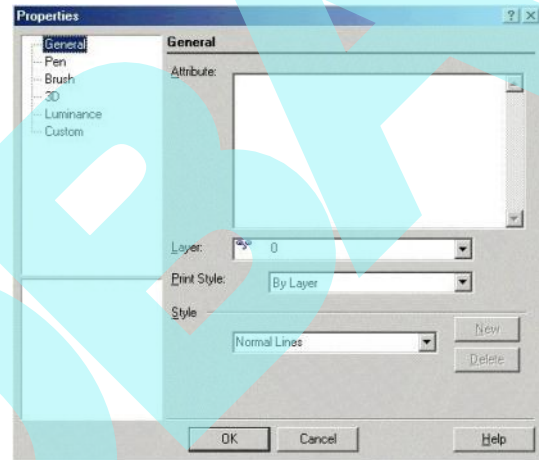 Properties
General
Pen
Brush
3D
Luminance
Custom
General
Attribute:
Layer:
0
Print Style:
By Layer
Style
Normal Lines
New
Delete
OK
Cancel
Help